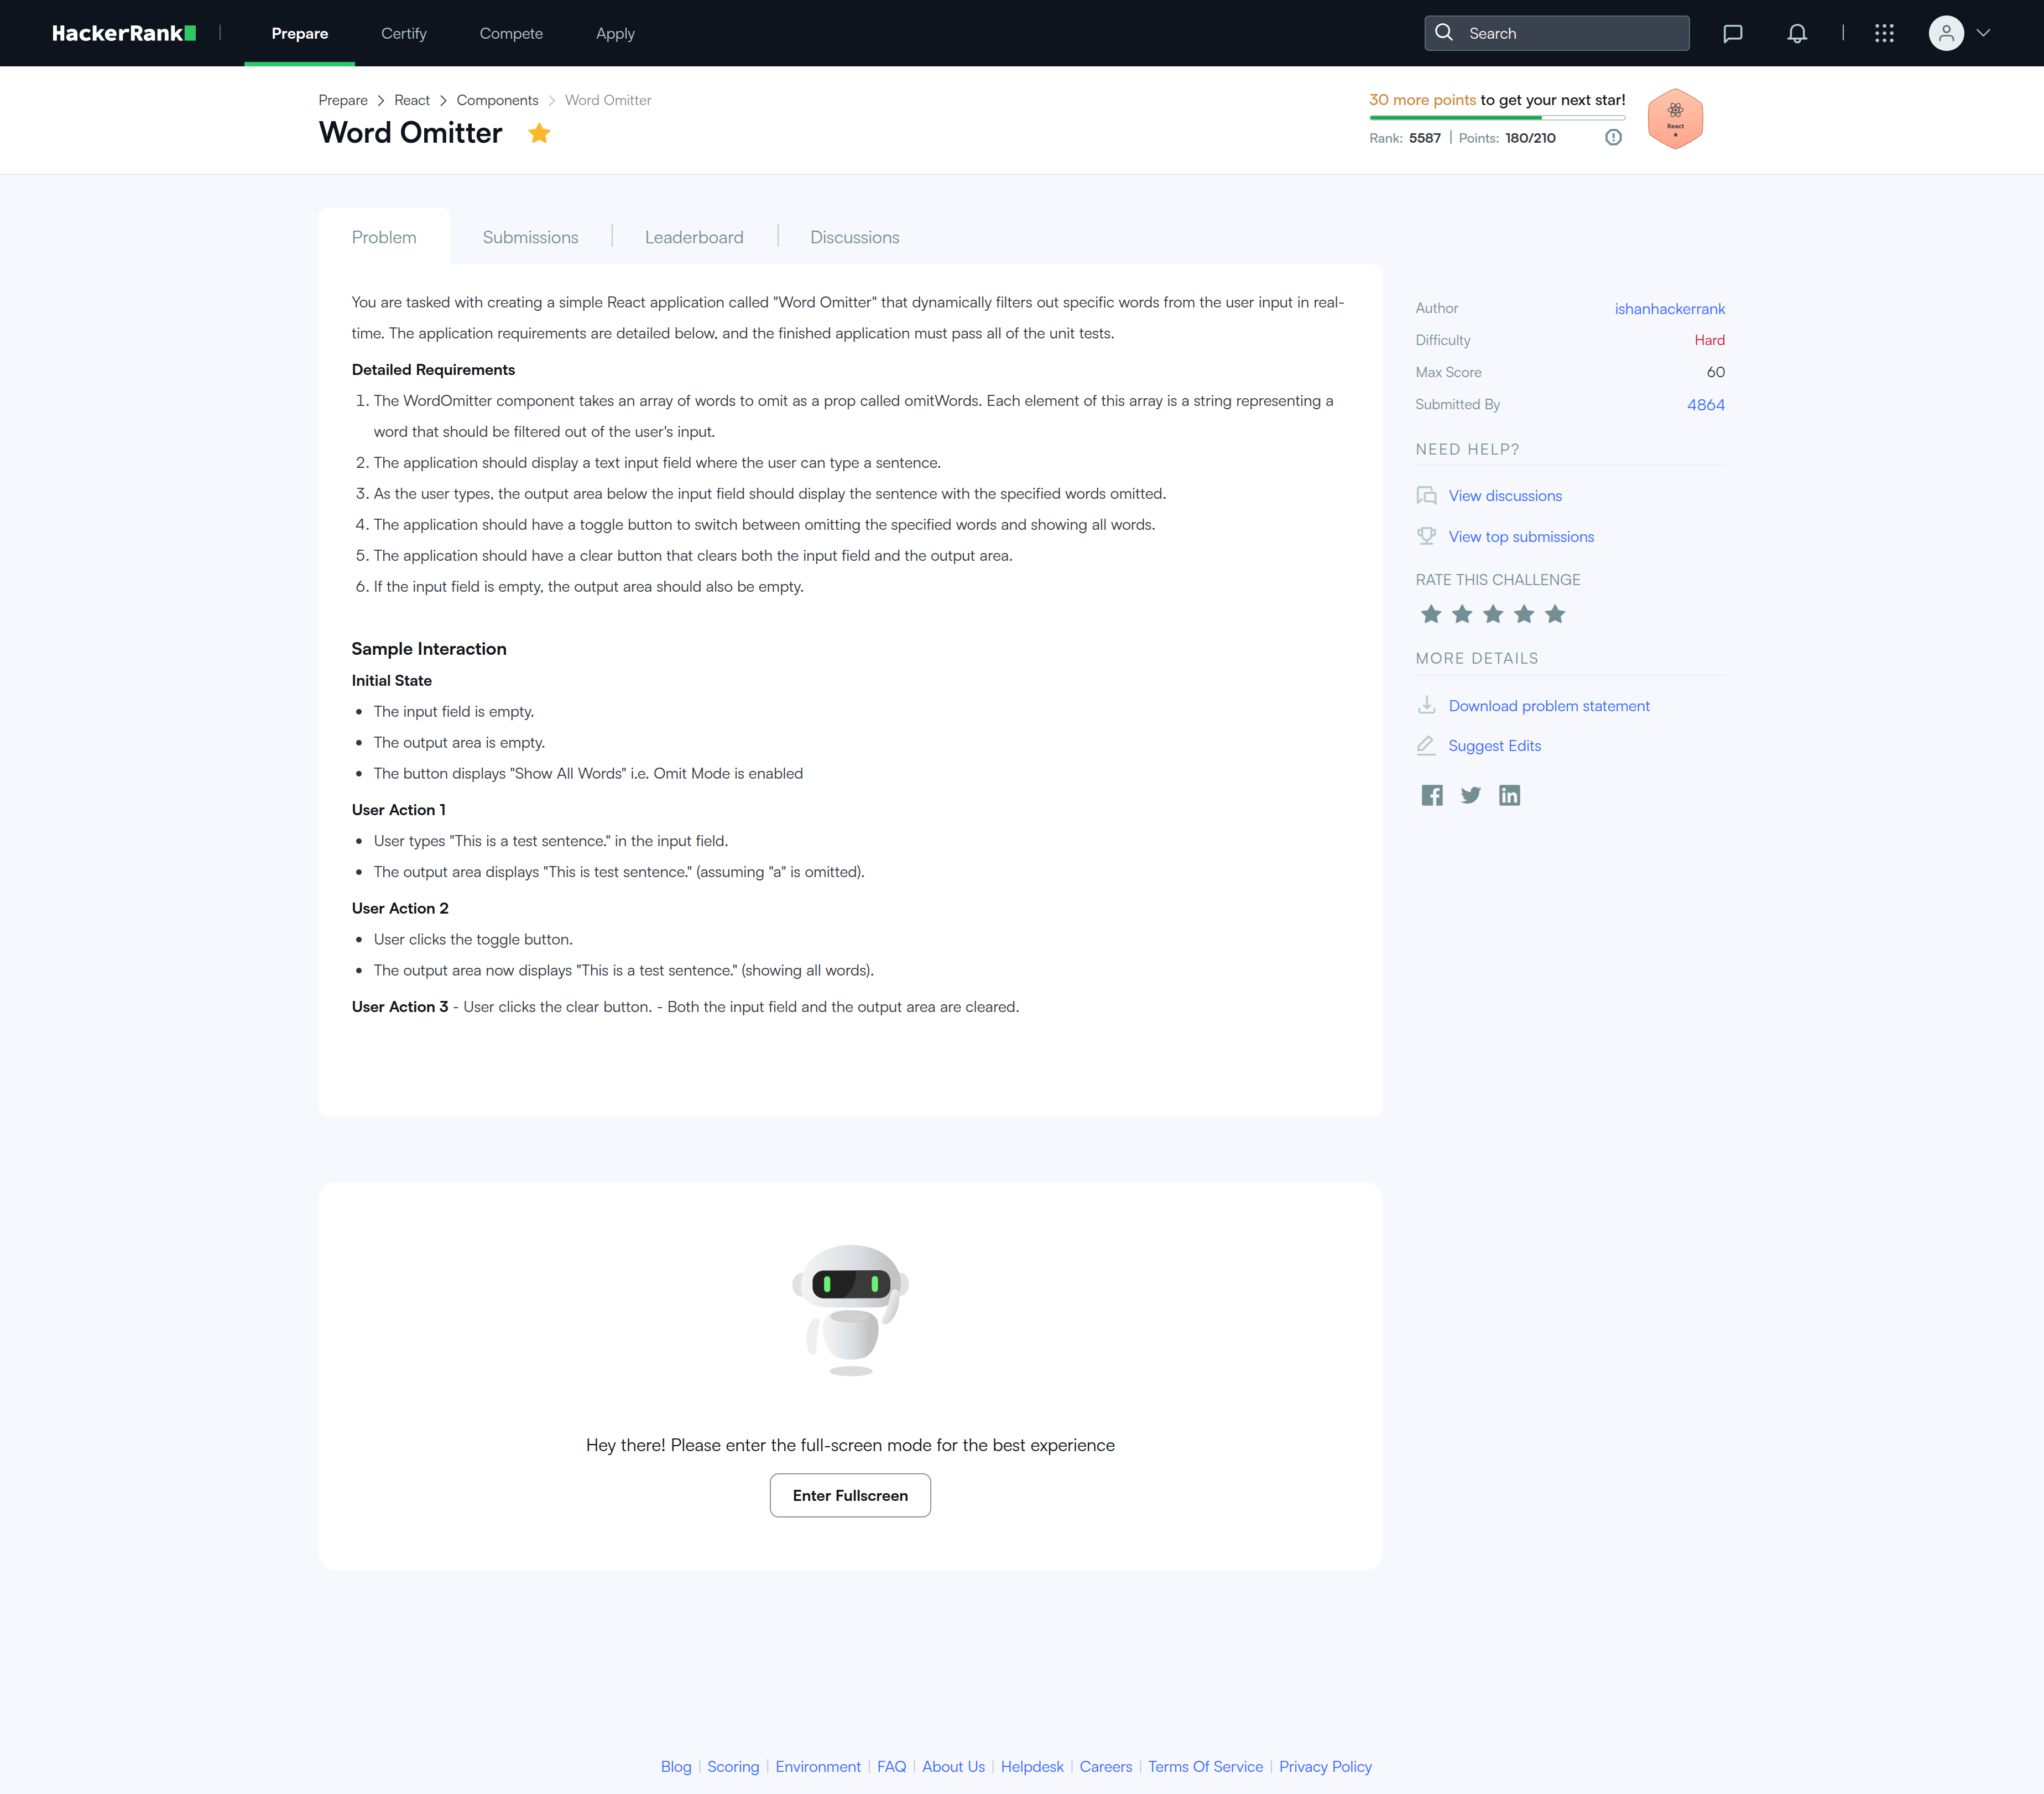 HackerRank
Prepare
Certify
Compete
Apply
Search
Prepare > React > Components > Word Omitter
Word Omitter
30 more points to get your next star!
Rank: 5587 | Points: 180/210
React
Problem
Submissions
Leaderboard
Discussions
You are tasked with creating a simple React application called "Word Omitter" that dynamically filters out specific words from the user input in real-
time. The application requirements are detailed below, and the finished application must pass all of the unit tests.
Detailed Requirements
1. The WordOmitter component takes an array of words to omit as a prop called omitWords. Each element of this array is a string representing a
word that should be filtered out of the user's input.
2. The application should display a text input field where the user can type a sentence.
3. As the user types, the output area below the input field should display the sentence with the specified words omitted.
4. The application should have a toggle button to switch between omitting the specified words and showing all words.
5. The application should have a clear button that clears both the input field and the output area.
6. If the input field is empty, the output area should also be empty.
Sample Interaction
Initial State
• The input field is empty.
• The output area is empty.
• The button displays "Show All Words" i.e. Omit Mode is enabled
User Action 1
• User types "This is a test sentence." in the input field.
• The output area displays "This is test sentence." (assuming "a" is omitted).
User Action 2
• User clicks the toggle button.
• The output area now displays "This is a test sentence." (showing all words).
User Action 3 - User clicks the clear button. - Both the input field and the output area are cleared.
Author ishanhackerrank
Difficulty Hard
Max Score 60
Submitted By 4864
NEED HELP?
View discussions
View top submissions
RATE THIS CHALLENGE
MORE DETAILS
Download problem statement
Suggest Edits
Hey there! Please enter the full-screen mode for the best experience
Enter Fullscreen
Blog | Scoring | Environment | FAQ | About Us | Helpdesk | Careers | Terms Of Service | Privacy Policy